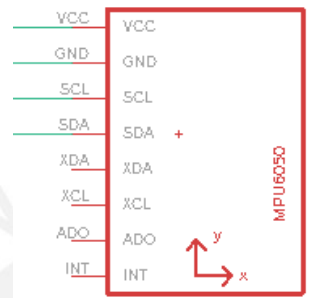 VCC VCC
GND GND
SCL SCL
SDA SDA
XDA XDA
XCL XCL
ADO ADO
INT INT
MPU6050
y
x